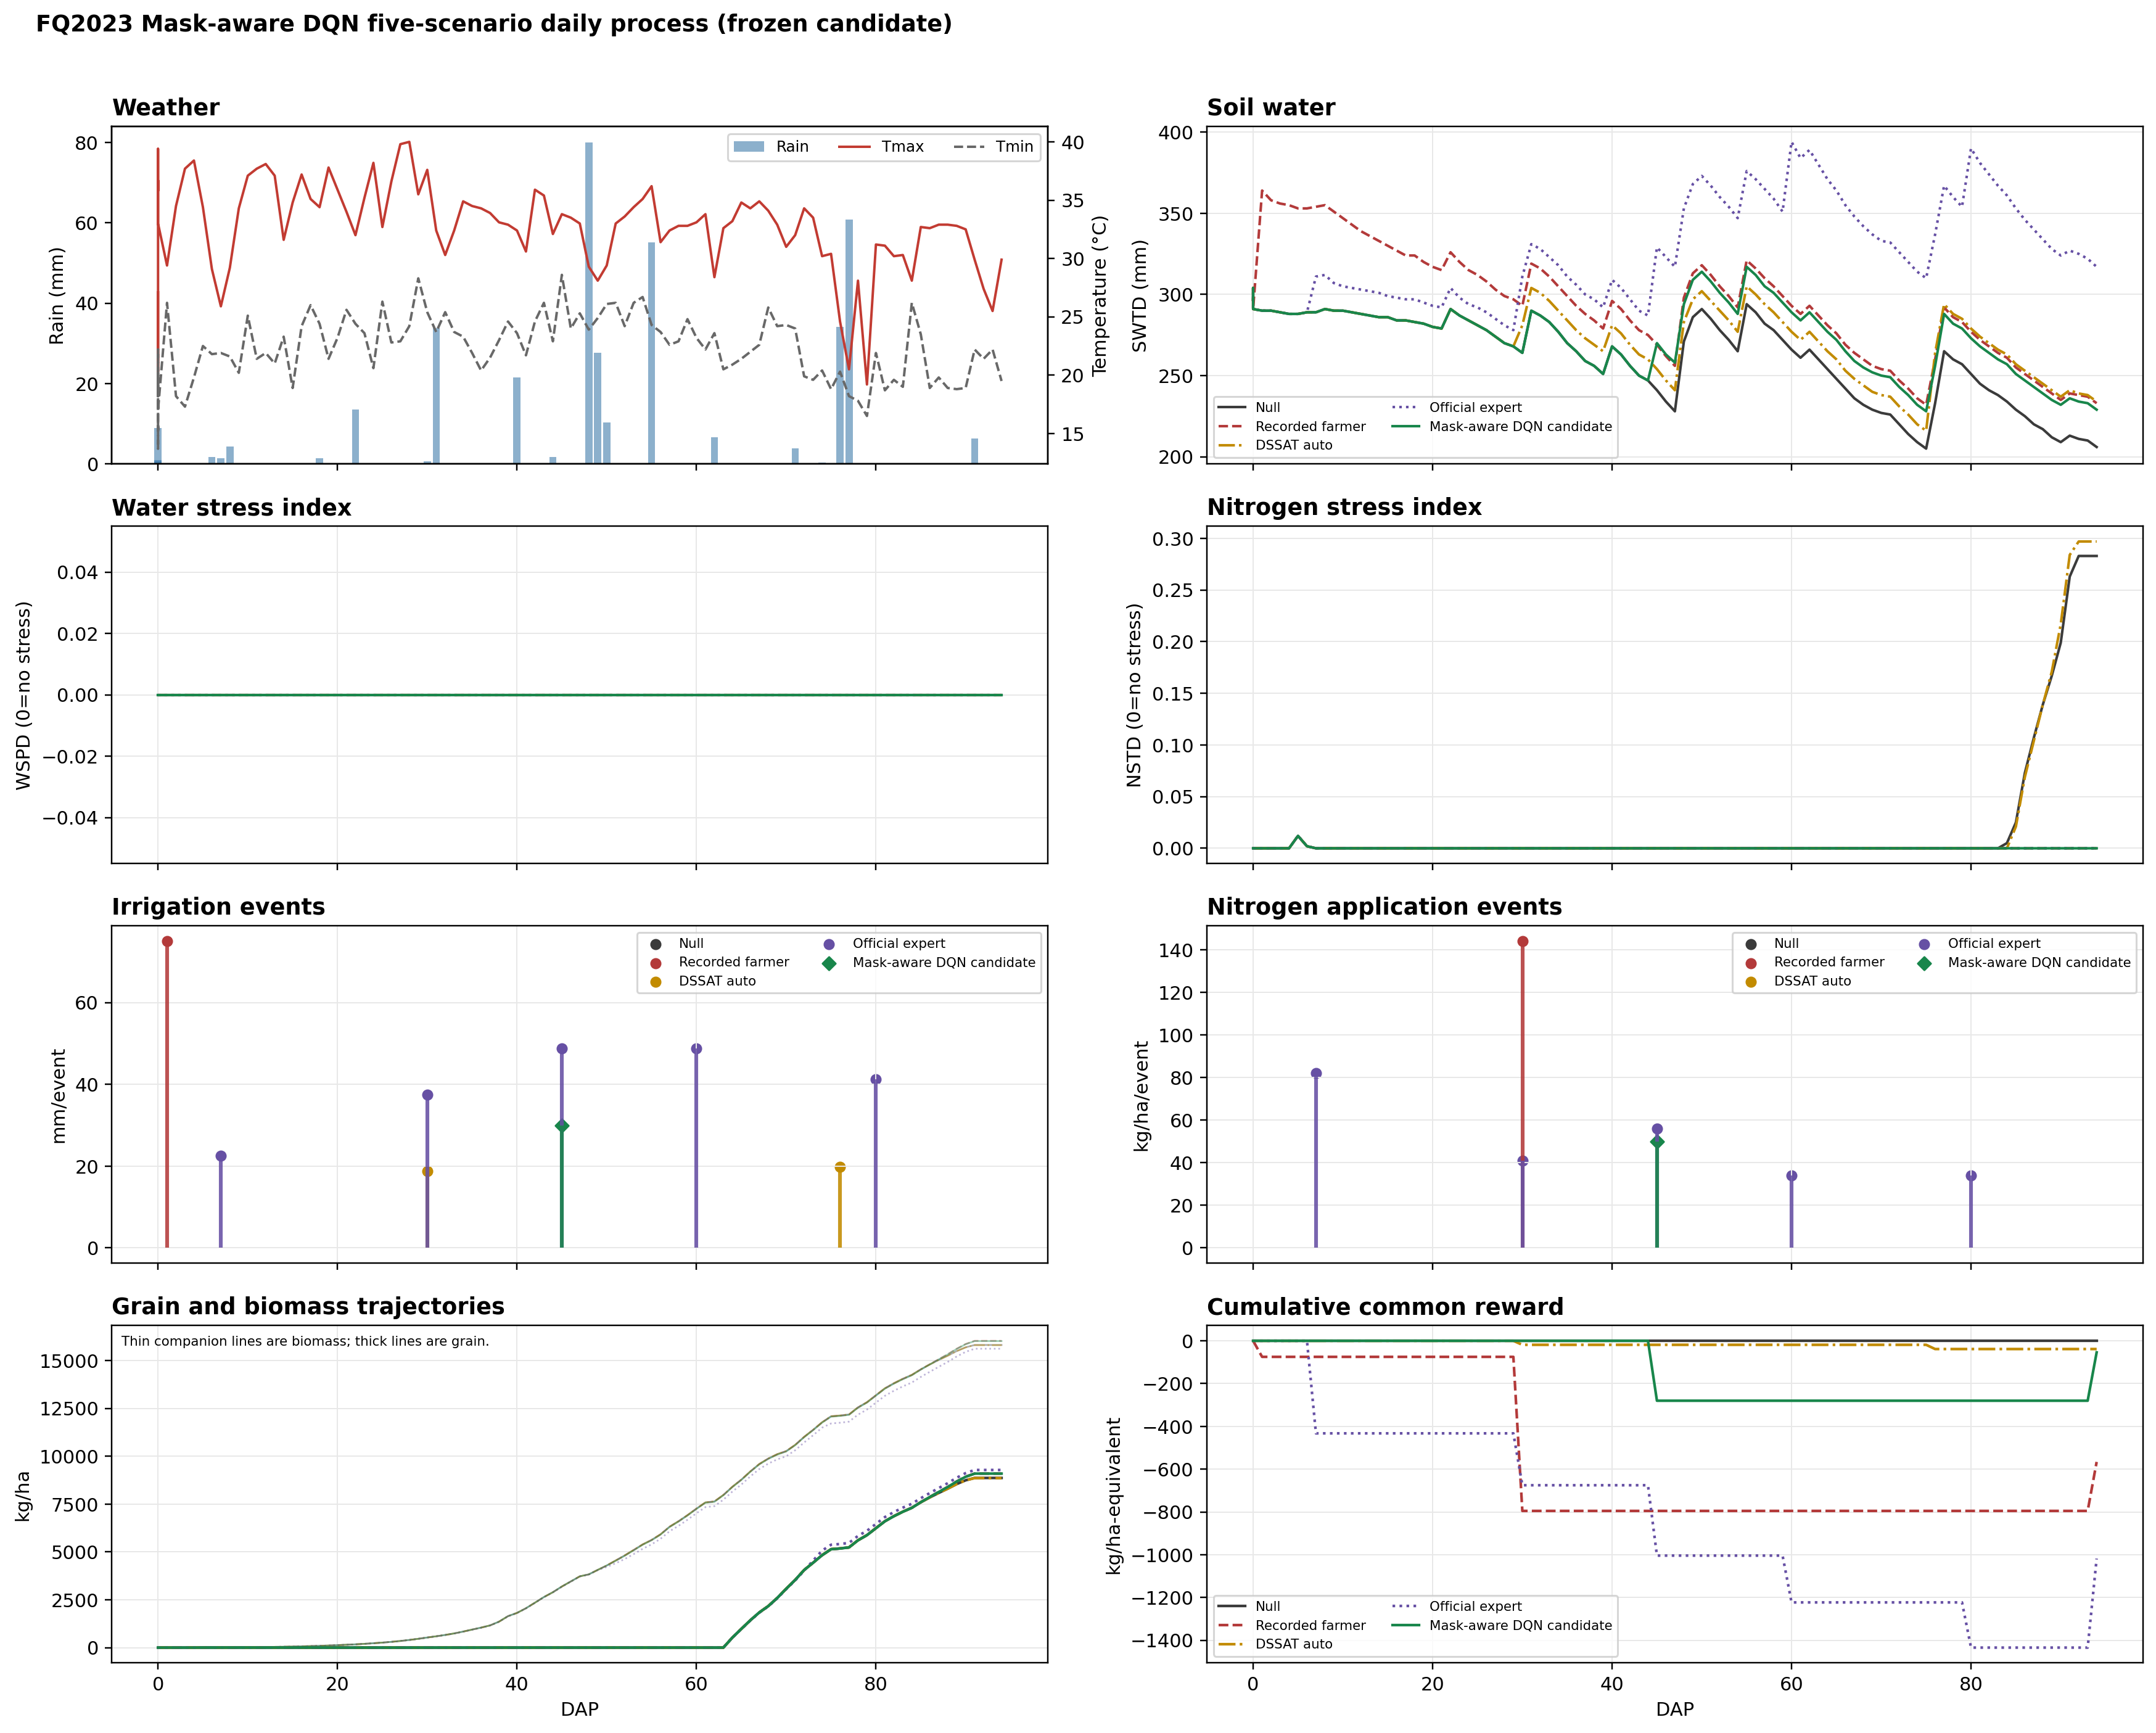 FQ2023 Mask-aware DQN five-scenario daily process (frozen candidate)
Weather
Rain (mm)
80
60
40
20
0
Rain
Tmax
Tmin
40
35
30
25
20
15
Temperature (°C)
Soil water
SWTD (mm)
400
350
300
250
200
Null
Recorded farmer
DSSAT auto
Official expert
Mask-aware DQN candidate
Water stress index
WSPD (0=no stress)
0.04
0.02
0.00
−0.02
−0.04
Nitrogen stress index
NSTD (0=no stress)
0.30
0.25
0.20
0.15
0.10
0.05
0.00
Irrigation events
mm/event
60
40
20
0
Null
Recorded farmer
DSSAT auto
Official expert
Mask-aware DQN candidate
Nitrogen application events
kg/ha/event
140
120
100
80
60
40
20
0
Null
Recorded farmer
DSSAT auto
Official expert
Mask-aware DQN candidate
Grain and biomass trajectories
Thin companion lines are biomass; thick lines are grain.
kg/ha
15000
12500
10000
7500
5000
2500
0
0
20
40
60
80
DAP
Cumulative common reward
kg/ha-equivalent
0
−200
−400
−600
−800
−1000
−1200
−1400
Null
Recorded farmer
DSSAT auto
Official expert
Mask-aware DQN candidate
0
20
40
60
80
DAP